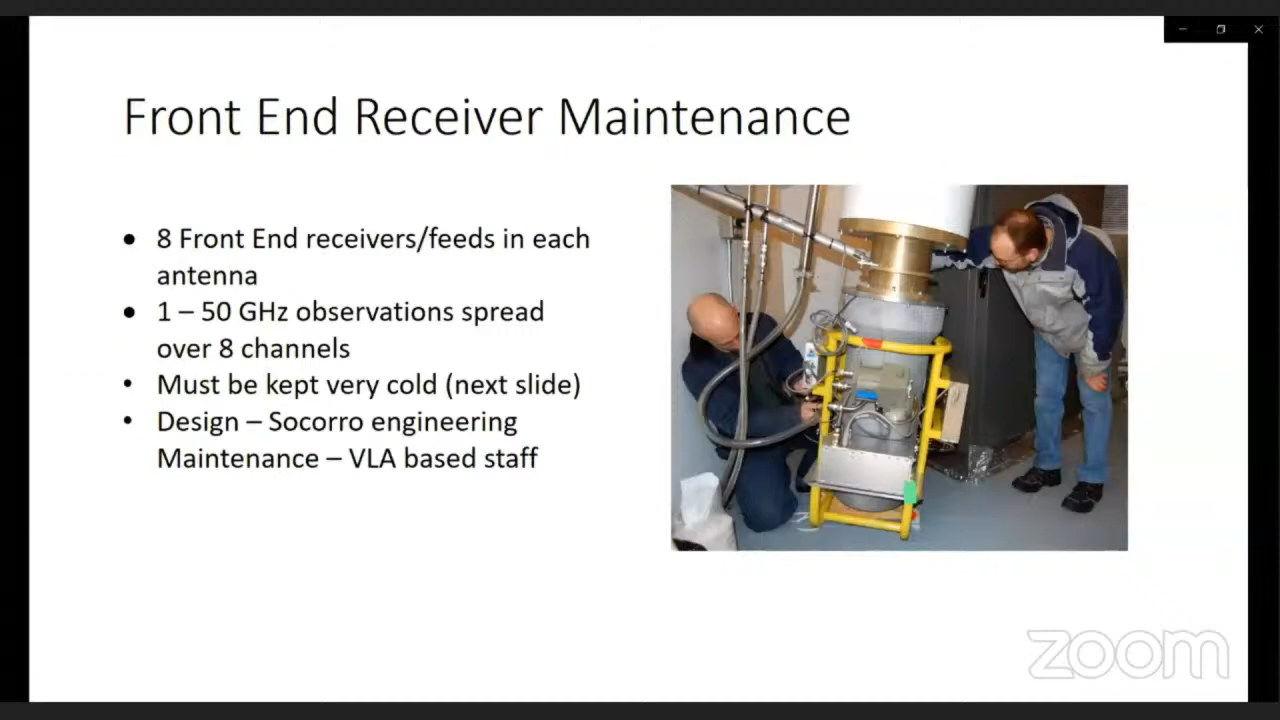 Front End Receiver Maintenance
● 8 Front End receivers/feeds in each
antenna
● 1 – 50 GHz observations spread
over 8 channels
• Must be kept very cold (next slide)
• Design – Socorro engineering
Maintenance – VLA based staff
zoom